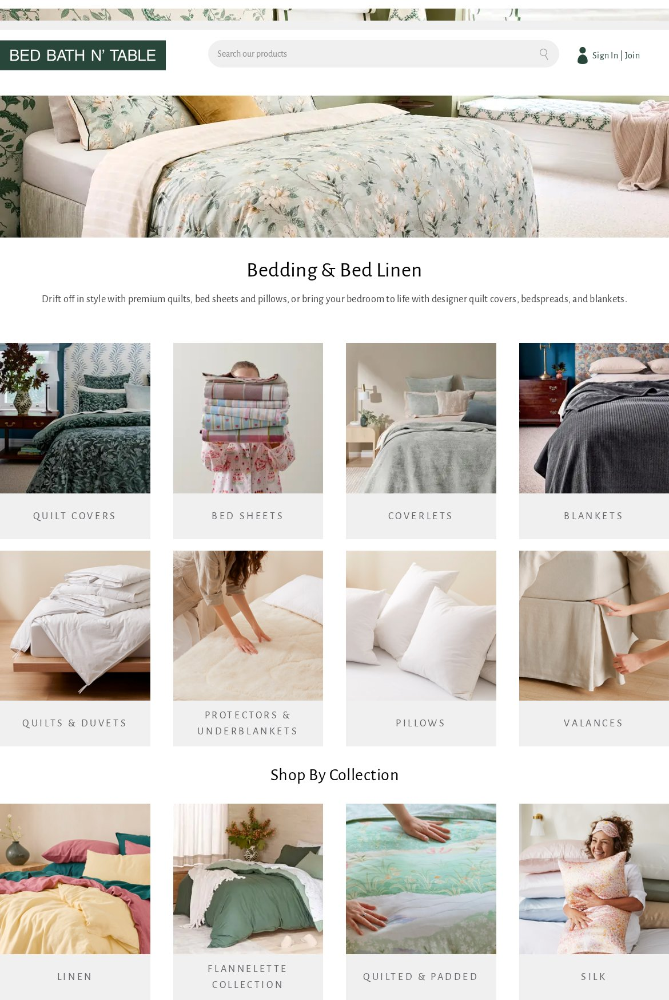 BED BATH N' TABLE
Search our products
Sign In | Join
Bedding & Bed Linen
Drift off in style with premium quilts, bed sheets and pillows, or bring your bedroom to life with designer quilt covers, bedspreads, and blankets.
QUILT COVERS
BED SHEETS
COVERLETS
BLANKETS
QUILTS & DUVETS
PROTECTORS &
UNDERBLANKETS
PILLOWS
VALANCES
Shop By Collection
LINEN
FLANNELETTE
COLLECTION
QUILTED & PADDED
SILK